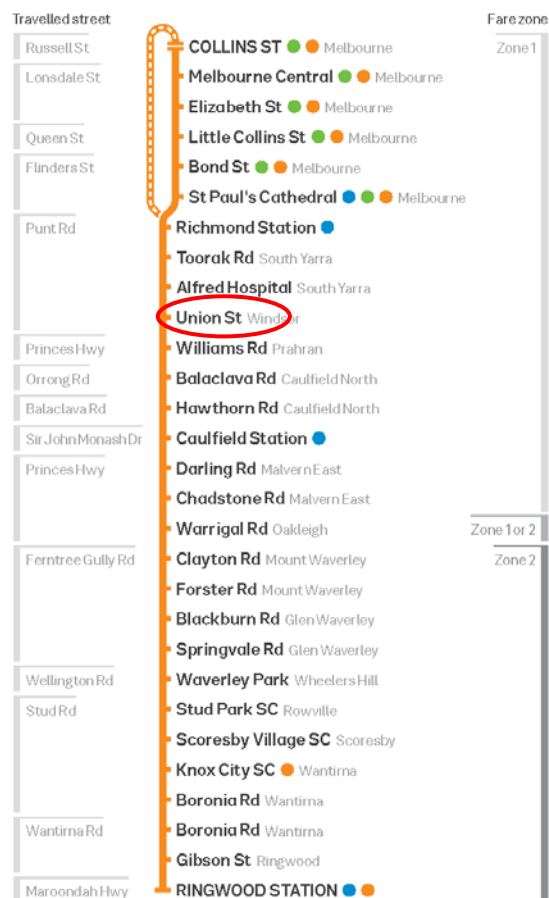 Travelled street Fare zone
Russell St COLLINS ST Melbourne Zone 1
Lonsdale St Melbourne Central Melbourne
Elizabeth St Melbourne
Queen St Little Collins St Melbourne
Flinders St Bond St Melbourne
St Paul's Cathedral Melbourne
Punt Rd Richmond Station
Toorak Rd South Yarra
Alfred Hospital South Yarra
Union St Windsor
Princes Hwy Williams Rd Prahran
Orrong Rd Balaclava Rd Caulfield North
Balaclava Rd Hawthorn Rd Caulfield North
Sir John Monash Dr Caulfield Station
Princes Hwy Darling Rd Malvern East
Chadstone Rd Malvern East
Warrigal Rd Oakleigh Zone 1 or 2
Ferntree Gully Rd Clayton Rd Mount Waverley Zone 2
Forster Rd Mount Waverley
Blackburn Rd Glen Waverley
Springvale Rd Glen Waverley
Wellington Rd Waverley Park Wheelers Hill
Stud Rd Stud Park SC Rowville
Scoresby Village SC Scoresby
Knox City SC Wantirna
Boronia Rd Wantirna
Wantirna Rd Boronia Rd Wantirna
Gibson St Ringwood
Maroondah Hwy RINGWOOD STATION